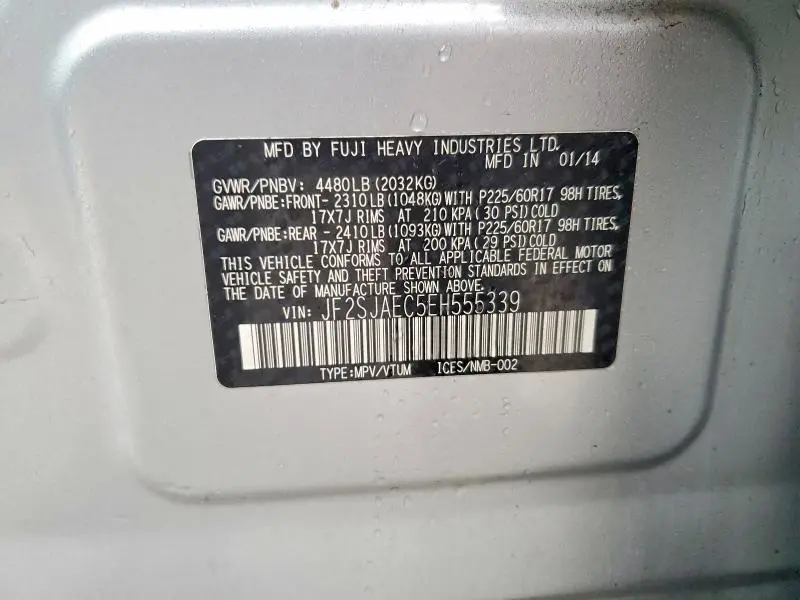 MFD BY FUJI HEAVY INDUSTRIES LTD.
MFD IN 01/14
GVWR/PNBV: 4480LB(2032KG)
GAWR/PNBE:FRONT- 2310LB(1048KG)WITH P225/60R17 98H TIRES,
17X7J RIMS AT 210 KPA(30 PSI)COLD
GAWR/PNBE:REAR - 2410LB(1093KG)WITH P225/60R17 98H TIRES,
17X7J RIMS AT 200 KPA(29 PSI)COLD
THIS VEHICLE CONFORMS TO ALL APPLICABLE FEDERAL MOTOR
VEHICLE SAFETY AND THEFT PREVENTION STANDARDS IN EFFECT ON
THE DATE OF MANUFACTURE SHOWN ABOVE.
VIN: JF2SJAEC5EH555339
TYPE:MPV/VTUM ICES/NMB-002